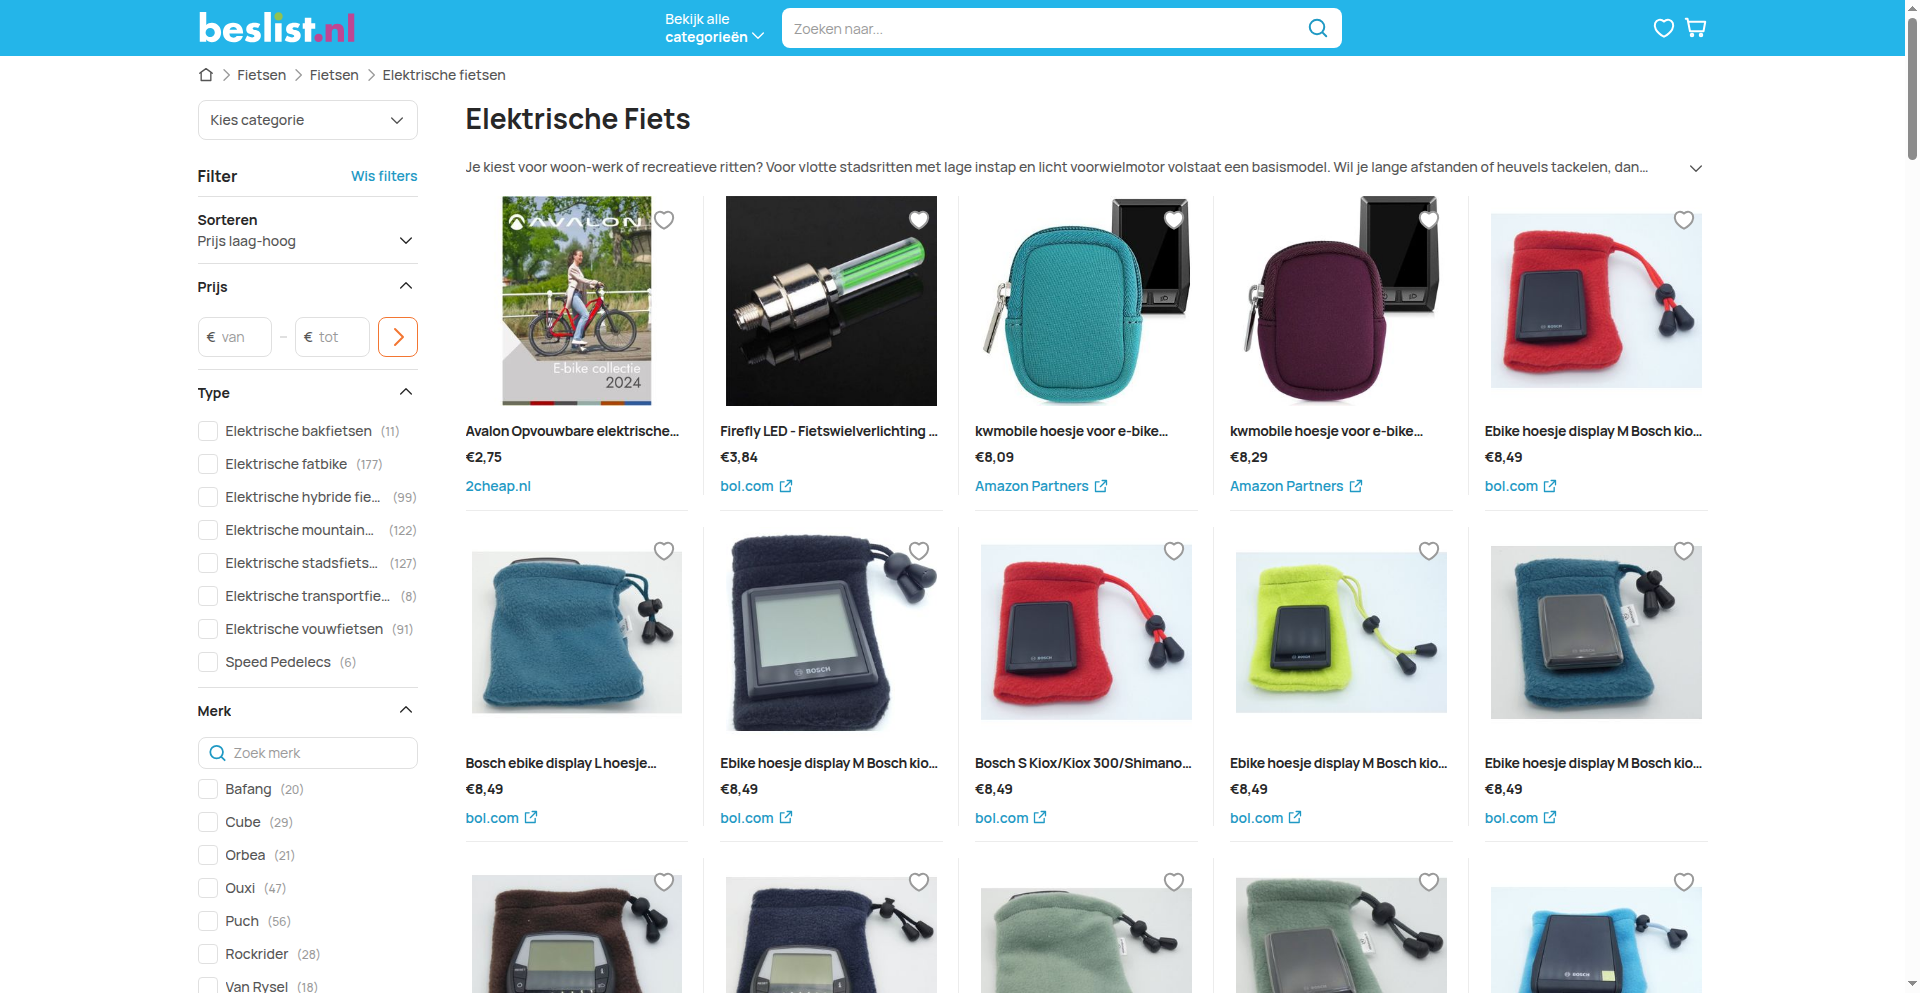 beslist.nl
Bekijk alle
categorieën
Zoeken naar...
Fietsen
Fietsen
Elektrische fietsen
Kies categorie
Filter
Wis filters
Sorteren
Prijs laag-hoog
Prijs
€ van
–
€ tot
Type
Elektrische bakfietsen (11)
Elektrische fatbike (177)
Elektrische hybride fie... (99)
Elektrische mountain... (122)
Elektrische stadsfiets... (127)
Elektrische transportfie... (8)
Elektrische vouwfietsen (91)
Speed Pedelecs (6)
Merk
Zoek merk
Bafang (20)
Cube (29)
Orbea (21)
Ouxi (47)
Puch (56)
Rockrider (28)
Van Rysel (18)
Elektrische Fiets
Je kiest voor woon-werk of recreatieve ritten? Voor vlotte stadsritten met lage instap en licht voorwielmotor volstaat een basismodel. Wil je lange afstanden of heuvels tackelen, dan...
AVALON
E-bike collectie
2024
Avalon Opvouwbare elektrische...
€2,75
2cheap.nl
Firefly LED - Fietswielverlichting ...
€3,84
bol.com
kwmobile hoesje voor e-bike...
€8,09
Amazon Partners
kwmobile hoesje voor e-bike...
€8,29
Amazon Partners
BOSCH
Ebike hoesje display M Bosch kio...
€8,49
bol.com
Bosch ebike display L hoesje...
€8,49
bol.com
BOSCH
Ebike hoesje display M Bosch kio...
€8,49
bol.com
BOSCH
Bosch S Kiox/Kiox 300/Shimano...
€8,49
bol.com
BOSCH
Ebike hoesje display M Bosch kio...
€8,49
bol.com
Ebike hoesje display M Bosch kio...
€8,49
bol.com
BOSCH